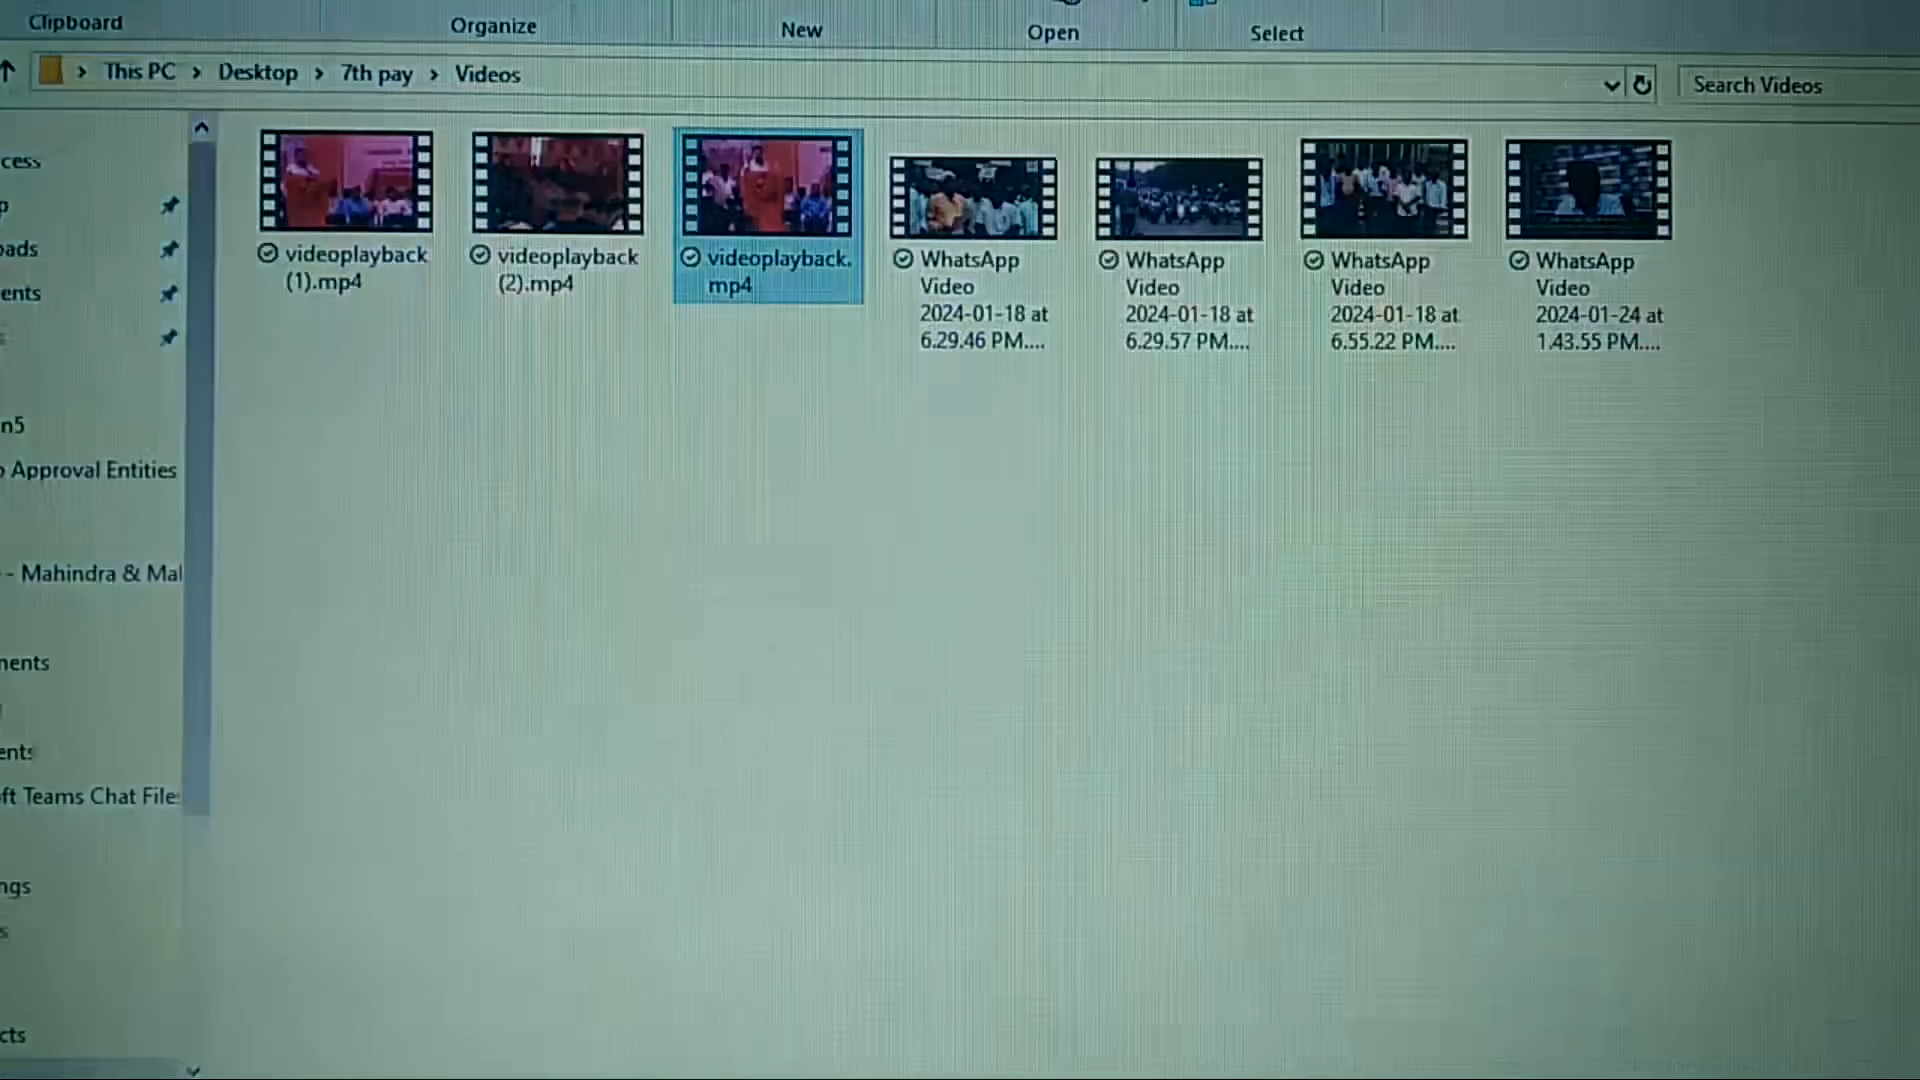 Clipboard
Organize
New
Open
Select
This PC > Desktop > 7th pay > Videos
Search Videos
cess
p
oads
ents
n5
o Approval Entities
- Mahindra & Mal
nents
ents
ft Teams Chat Files
ngs
s
cts
videoplayback
(1).mp4
videoplayback
(2).mp4
videoplayback.
mp4
WhatsApp
Video
2024-01-18 at
6.29.46 PM....
WhatsApp
Video
2024-01-18 at
6.29.57 PM....
WhatsApp
Video
2024-01-18 at
6.55.22 PM....
WhatsApp
Video
2024-01-24 at
1.43.55 PM....